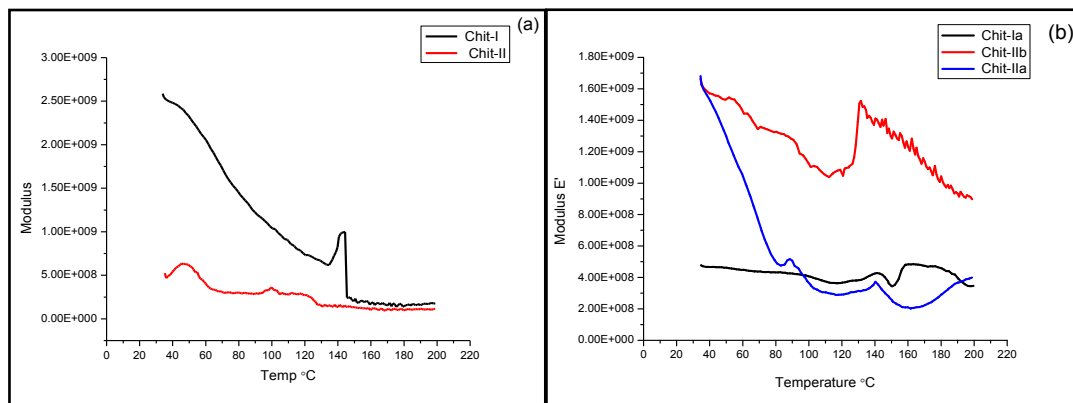 (a)
Chit-I
Chit-II
3.00E+009
2.50E+009
2.00E+009
1.50E+009
1.00E+009
5.00E+008
0.00E+000
Modulus
0 20 40 60 80 100 120 140 160 180 200 220
Temp °C
(b)
Chit-Ia
Chit-IIb
Chit-IIa
1.80E+009
1.60E+009
1.40E+009
1.20E+009
1.00E+009
8.00E+008
6.00E+008
4.00E+008
2.00E+008
0.00E+000
Modulus E'
0 20 40 60 80 100 120 140 160 180 200 220
Temperature °C